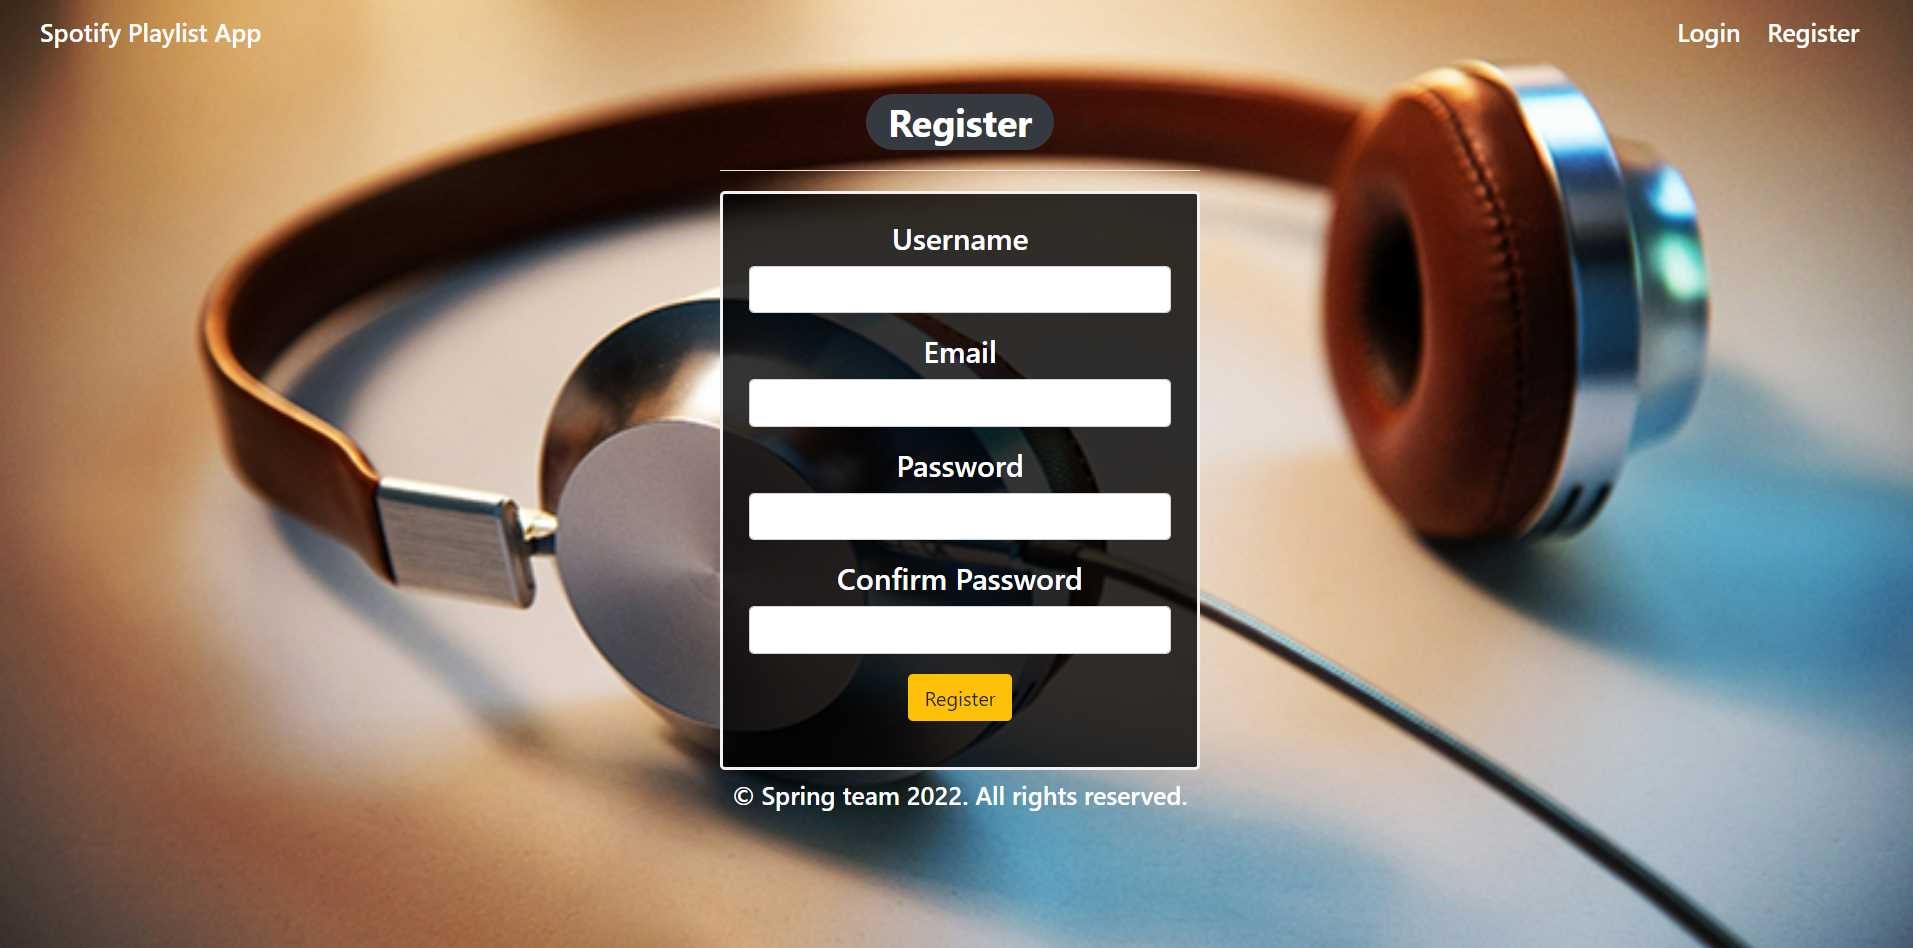 Spotify Playlist App
Login Register
Register
Username
Email
Password
Confirm Password
Register
© Spring team 2022. All rights reserved.